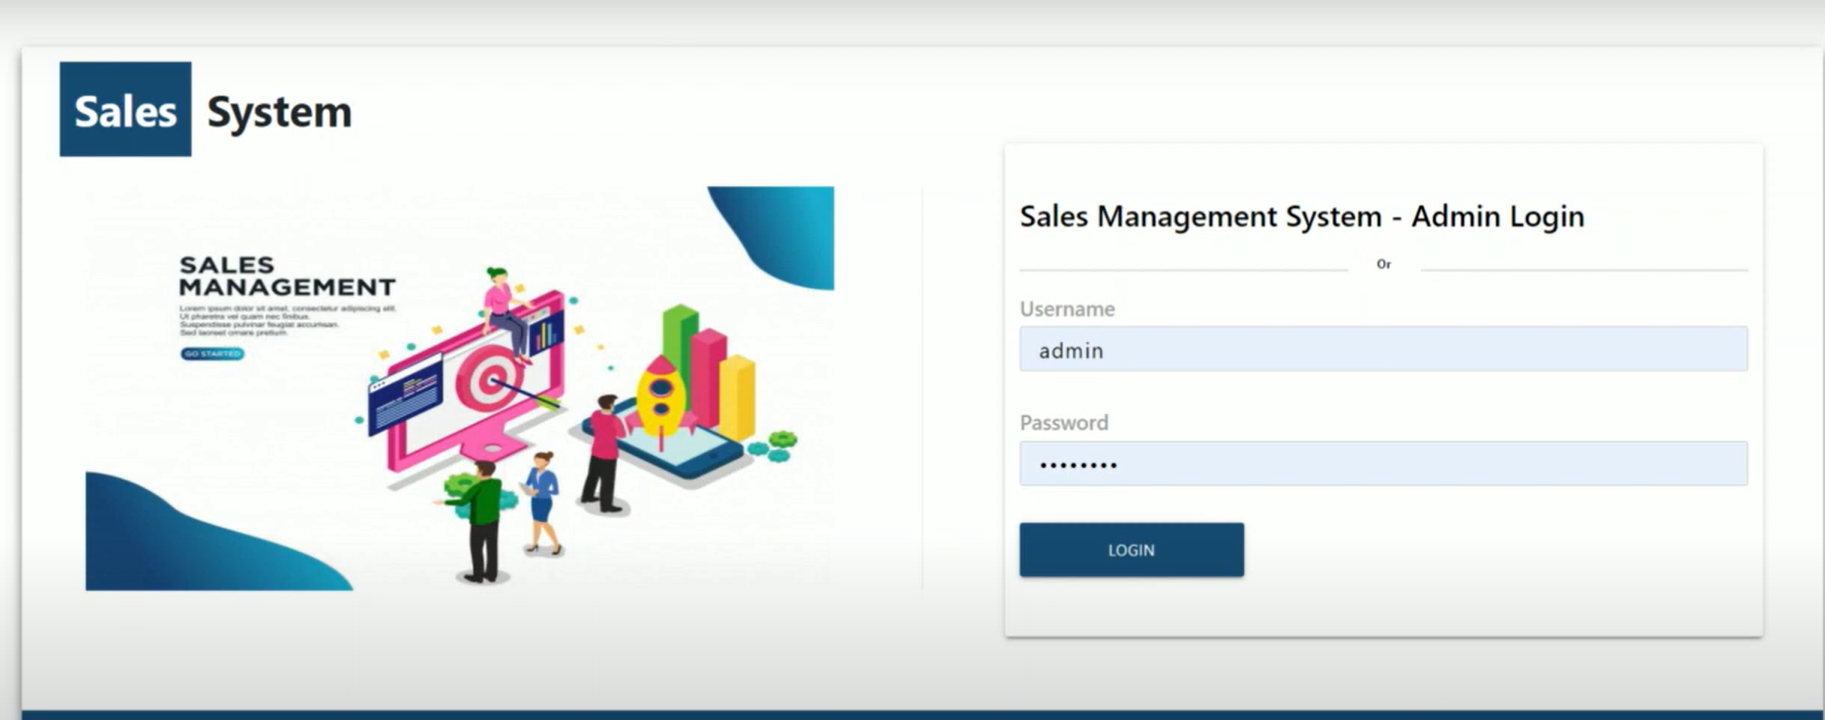 Sales System
SALES
MANAGEMENT
Lorem ipsum dolor sit amet, consectetur adipiscing elit.
Ut pharetra vel quam nec finibus.
Suspendisse pulvinar feugiat accumsan.
Sed laoreet ornare pretium.
GO STARTED
Sales Management System - Admin Login
Or
Username
admin
Password
••••••••
LOGIN